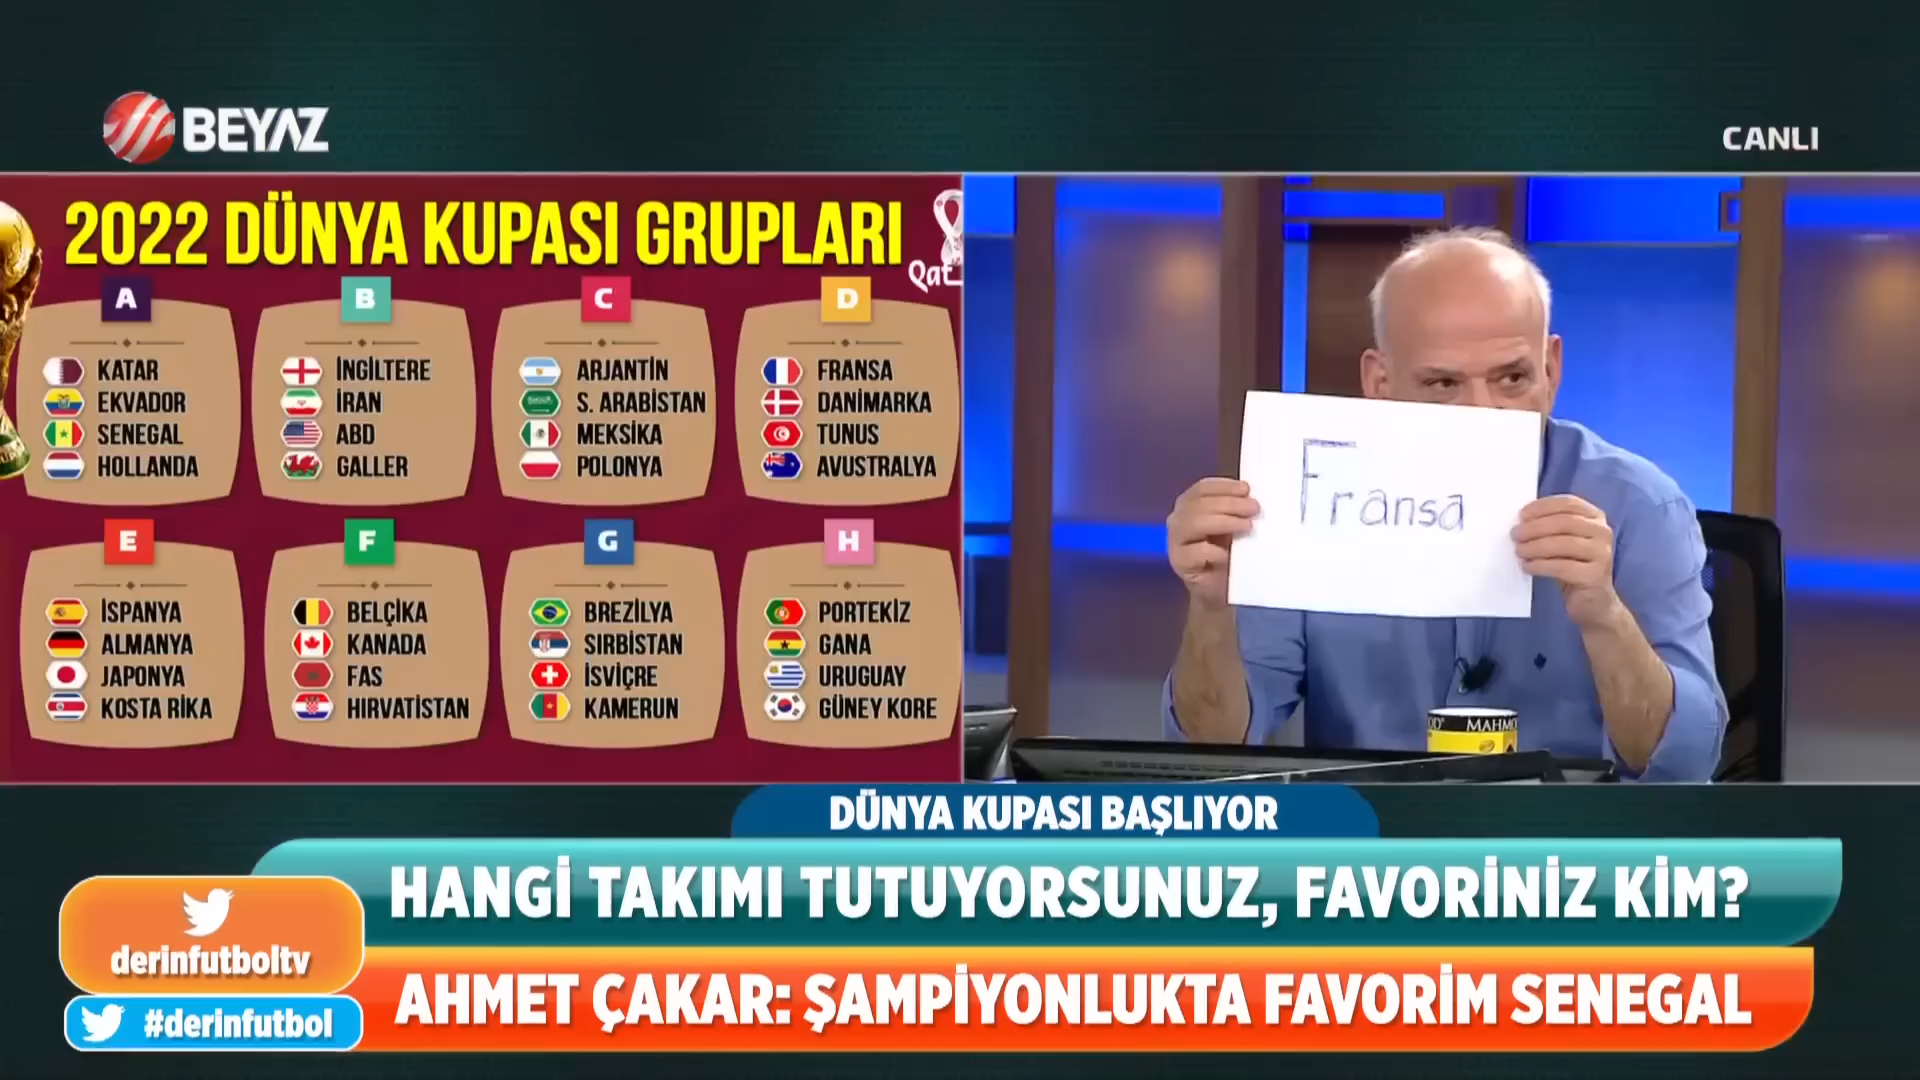 BEYAZ
CANLI
2022 DÜNYA KUPASI GRUPLARI
A
KATAR
EKVADOR
SENEGAL
HOLLANDA
B
İNGİLTERE
İRAN
ABD
GALLER
C
ARJANTİN
S. ARABİSTAN
MEKSİKA
POLONYA
D
FRANSA
DANİMARKA
TUNUS
AVUSTRALYA
E
İSPANYA
ALMANYA
JAPONYA
KOSTA RİKA
F
BELÇİKA
KANADA
FAS
HIRVATİSTAN
G
BREZİLYA
SIRBİSTAN
İSVİÇRE
KAMERUN
H
PORTEKİZ
GANA
URUGUAY
GÜNEY KORE
Fransa
DÜNYA KUPASI BAŞLIYOR
HANGİ TAKIMI TUTUYORSUNUZ, FAVORİNİZ KİM?
AHMET ÇAKAR: ŞAMPİYONLUKTA FAVORİM SENEGAL
derinfutboltv
#derinfutbol